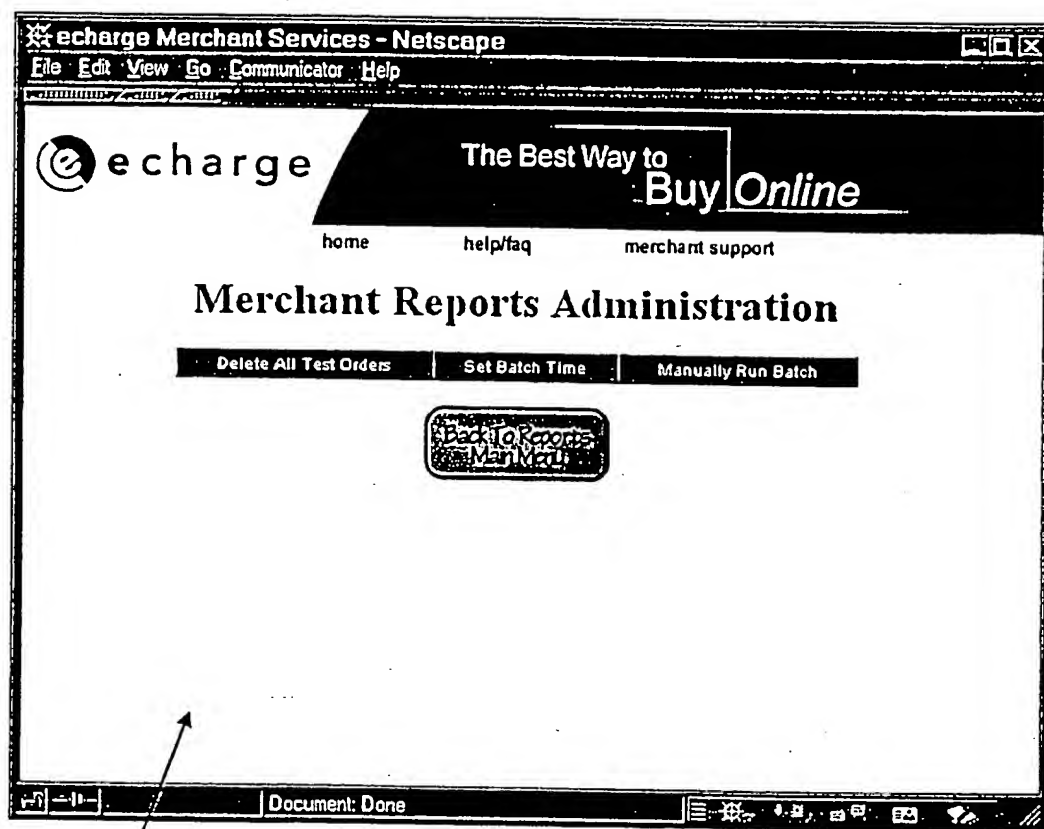 echarge Merchant Services - Netscape
File Edit View Go Communicator Help
echarge
The Best Way to
Buy Online
home help/faq merchant support
Merchant Reports Administration
Delete All Test Orders Set Batch Time Manually Run Batch
Back To Reports
Main Menu
Document: Done